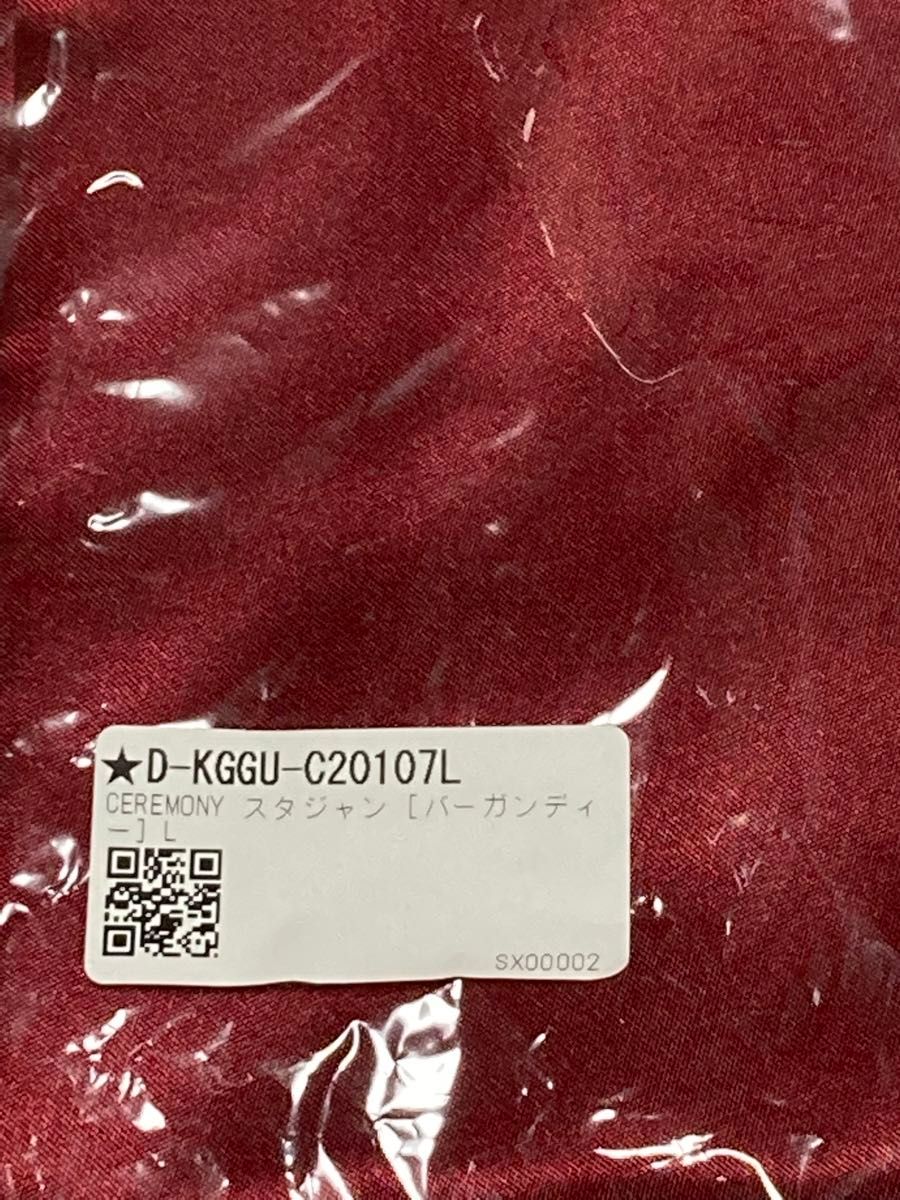 ★D-KGGU-C20107L
CEREMONY スタジャン [バーガンディ
ー] L
SX00002